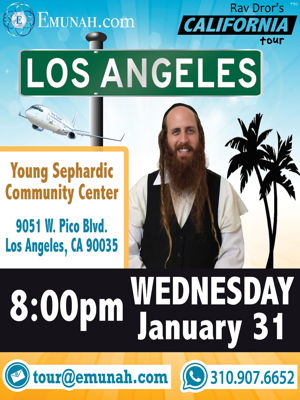 EMUNAH.com
Rav Dror's
CALIFORNIA
tour
LOS ANGELES
Young Sephardic
Community Center
9051 W. Pico Blvd.
Los Angeles, CA 90035
8:00pm
WEDNESDAY
January 31
tour@emunah.com
310.907.6652